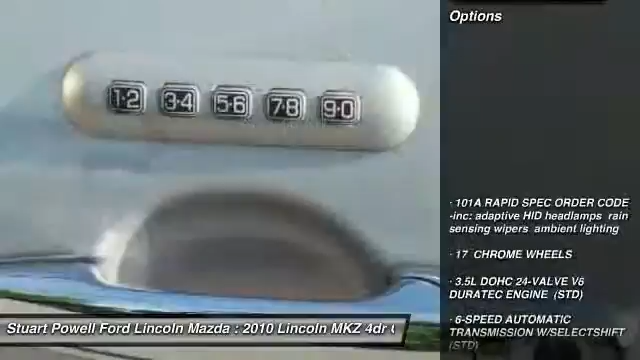 Options
1·2 3·4 5·6 7·8 9·0
· 101A RAPID SPEC ORDER CODE
-inc: adaptive HID headlamps rain
sensing wipers ambient lighting
· 17 CHROME WHEELS
· 3.5L DOHC 24-VALVE V6
DURATEC ENGINE (STD)
· 6-SPEED AUTOMATIC
TRANSMISSION W/SELECTSHIFT
(STD)
Stuart Powell Ford Lincoln Mazda : 2010 Lincoln MKZ 4dr